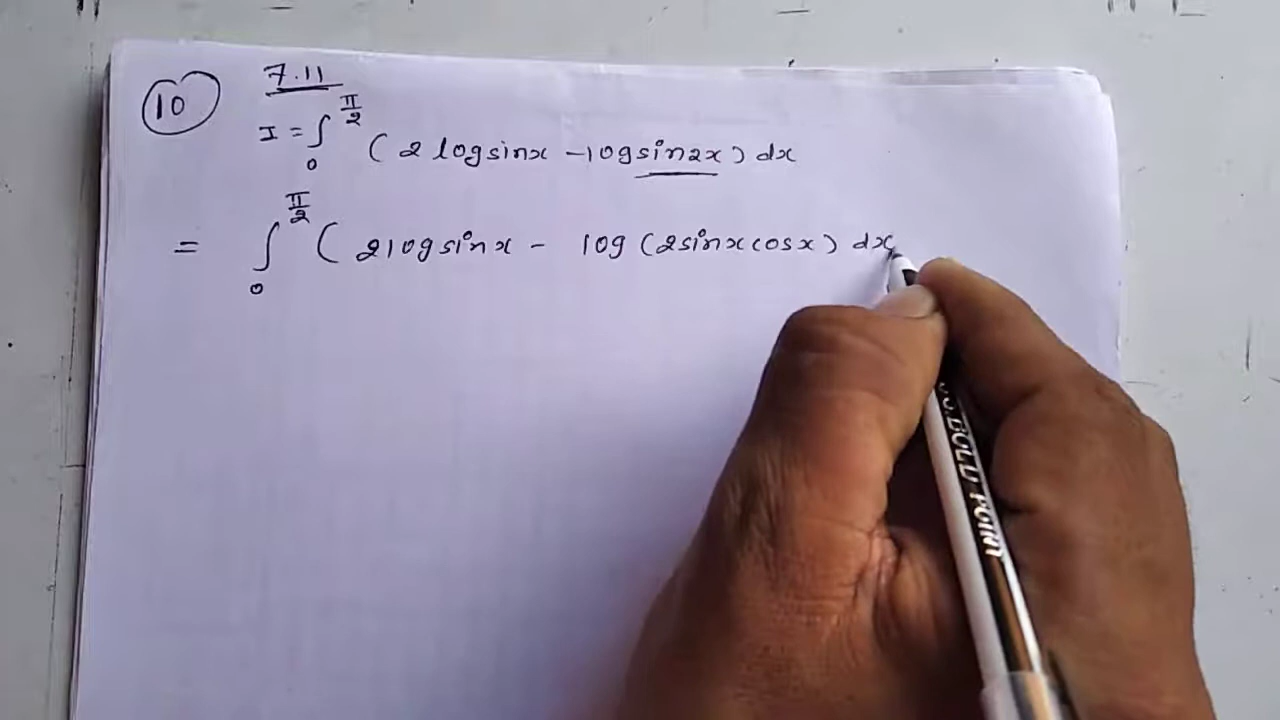 10
7.11
I = ∫₀^{π/2} (2 log sin x - log sin 2x) dx
= ∫₀^{π/2} (2 log sin x - log (2 sin x cos x) dx